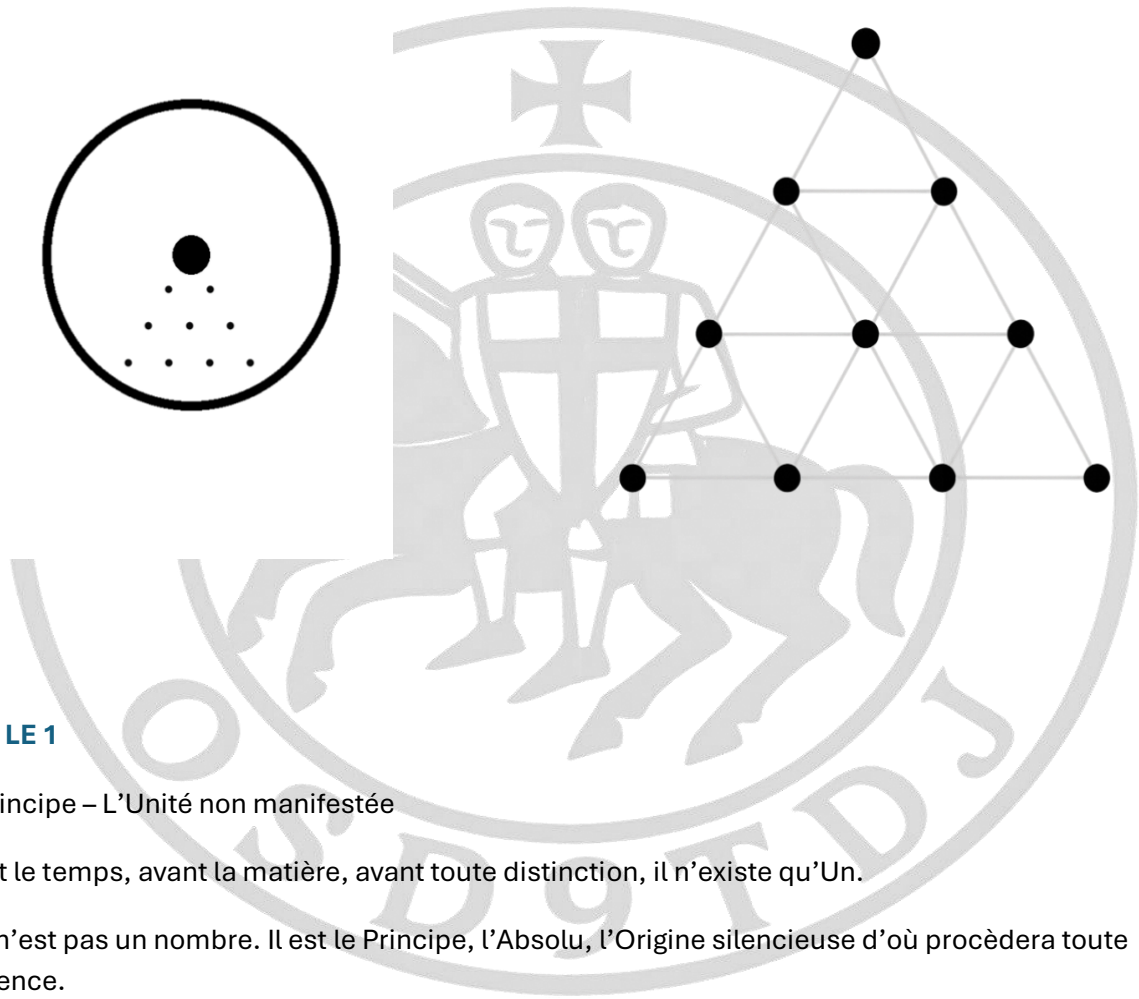 LE 1
incipe – L’Unité non manifestée
t le temps, avant la matière, avant toute distinction, il n’existe qu’Un.
n’est pas un nombre. Il est le Principe, l’Absolu, l’Origine silencieuse d’où procèdera toute
ence.
OSD9TDJ